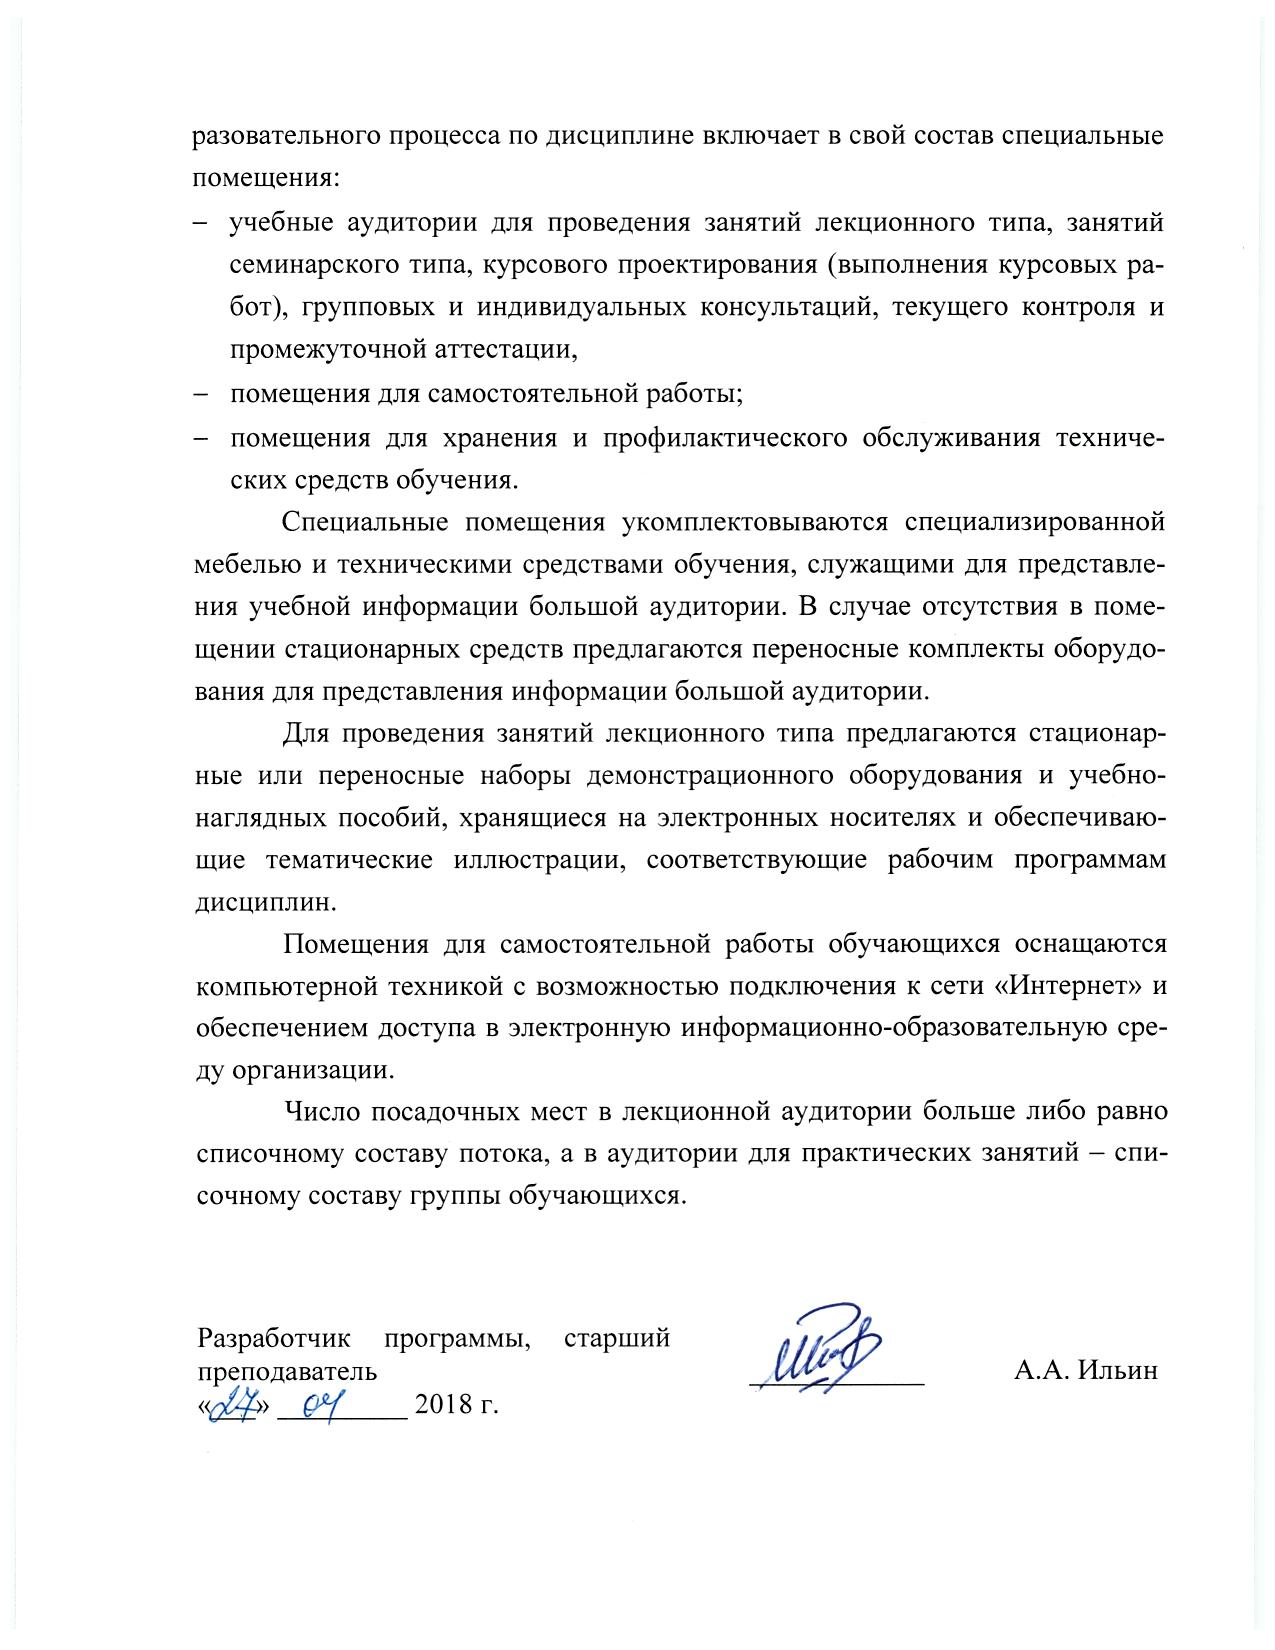 разовательного процесса по дисциплине включает в свой состав специальные
помещения:
– учебные аудитории для проведения занятий лекционного типа, занятий
семинарского типа, курсового проектирования (выполнения курсовых ра-
бот), групповых и индивидуальных консультаций, текущего контроля и
промежуточной аттестации,
– помещения для самостоятельной работы;
– помещения для хранения и профилактического обслуживания техниче-
ских средств обучения.
Специальные помещения укомплектовываются специализированной
мебелью и техническими средствами обучения, служащими для представле-
ния учебной информации большой аудитории. В случае отсутствия в поме-
щении стационарных средств предлагаются переносные комплекты оборудо-
вания для представления информации большой аудитории.
Для проведения занятий лекционного типа предлагаются стационар-
ные или переносные наборы демонстрационного оборудования и учебно-
наглядных пособий, хранящиеся на электронных носителях и обеспечиваю-
щие тематические иллюстрации, соответствующие рабочим программам
дисциплин.
Помещения для самостоятельной работы обучающихся оснащаются
компьютерной техникой с возможностью подключения к сети «Интернет» и
обеспечением доступа в электронную информационно-образовательную сре-
ду организации.
Число посадочных мест в лекционной аудитории больше либо равно
списочному составу потока, а в аудитории для практических занятий – спи-
сочному составу группы обучающихся.
Разработчик программы, старший
преподаватель А.А. Ильин
«27» 04 2018 г.